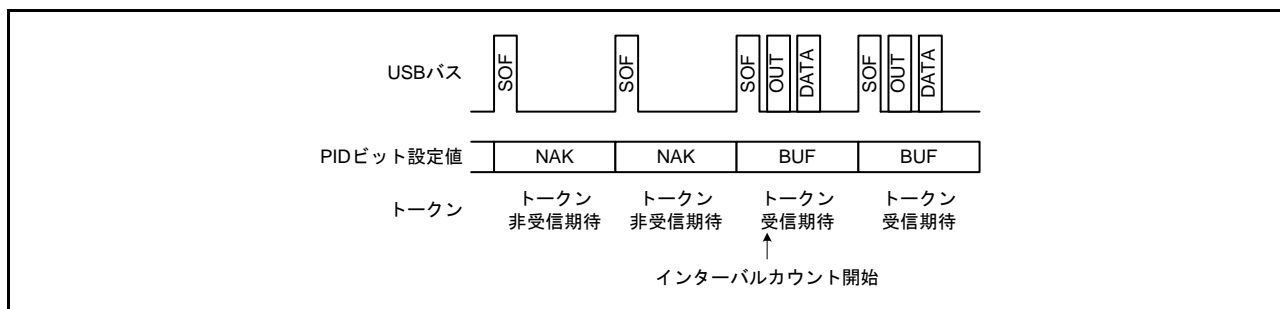 USBバス
SOF
SOF
SOF
OUT
DATA
SOF
OUT
DATA
PIDビット設定値
NAK
NAK
BUF
BUF
トークン
トークン
非受信期待
トークン
非受信期待
トークン
受信期待
トークン
受信期待
インターバルカウント開始